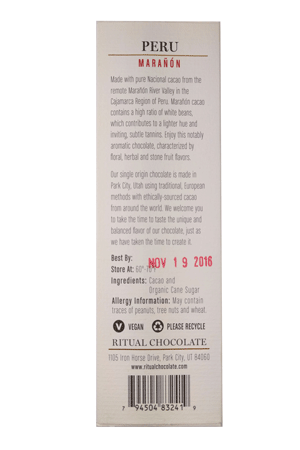 PERU
MARAÑÓN
Made with pure Nacional cacao from the
remote Marañón River Valley in the
Cajamarca Region of Peru. Marañón cacao
contains a high ratio of white beans,
which contributes to a lighter hue and
inviting, subtle tannins. Enjoy this notably
aromatic chocolate, characterized by
floral, herbal and stone fruit flavors.
Our single origin chocolate is made in
Park City, Utah using traditional, European
methods with ethically-sourced cacao
from around the world. We welcome you
to take the time to taste the unique and
balanced flavor of our chocolate, just as
we have taken the time to create it.
Best By: NOV 19 2016
Store At: 60°
Ingredients: Cacao and
Organic Cane Sugar
Allergy Information: May contain
traces of peanuts, tree nuts and wheat.
V VEGAN PLEASE RECYCLE
RITUAL CHOCOLATE
1105 Iron Horse Drive, Park City, UT 84060
www.ritualchocolate.com
7 94504 83241 9